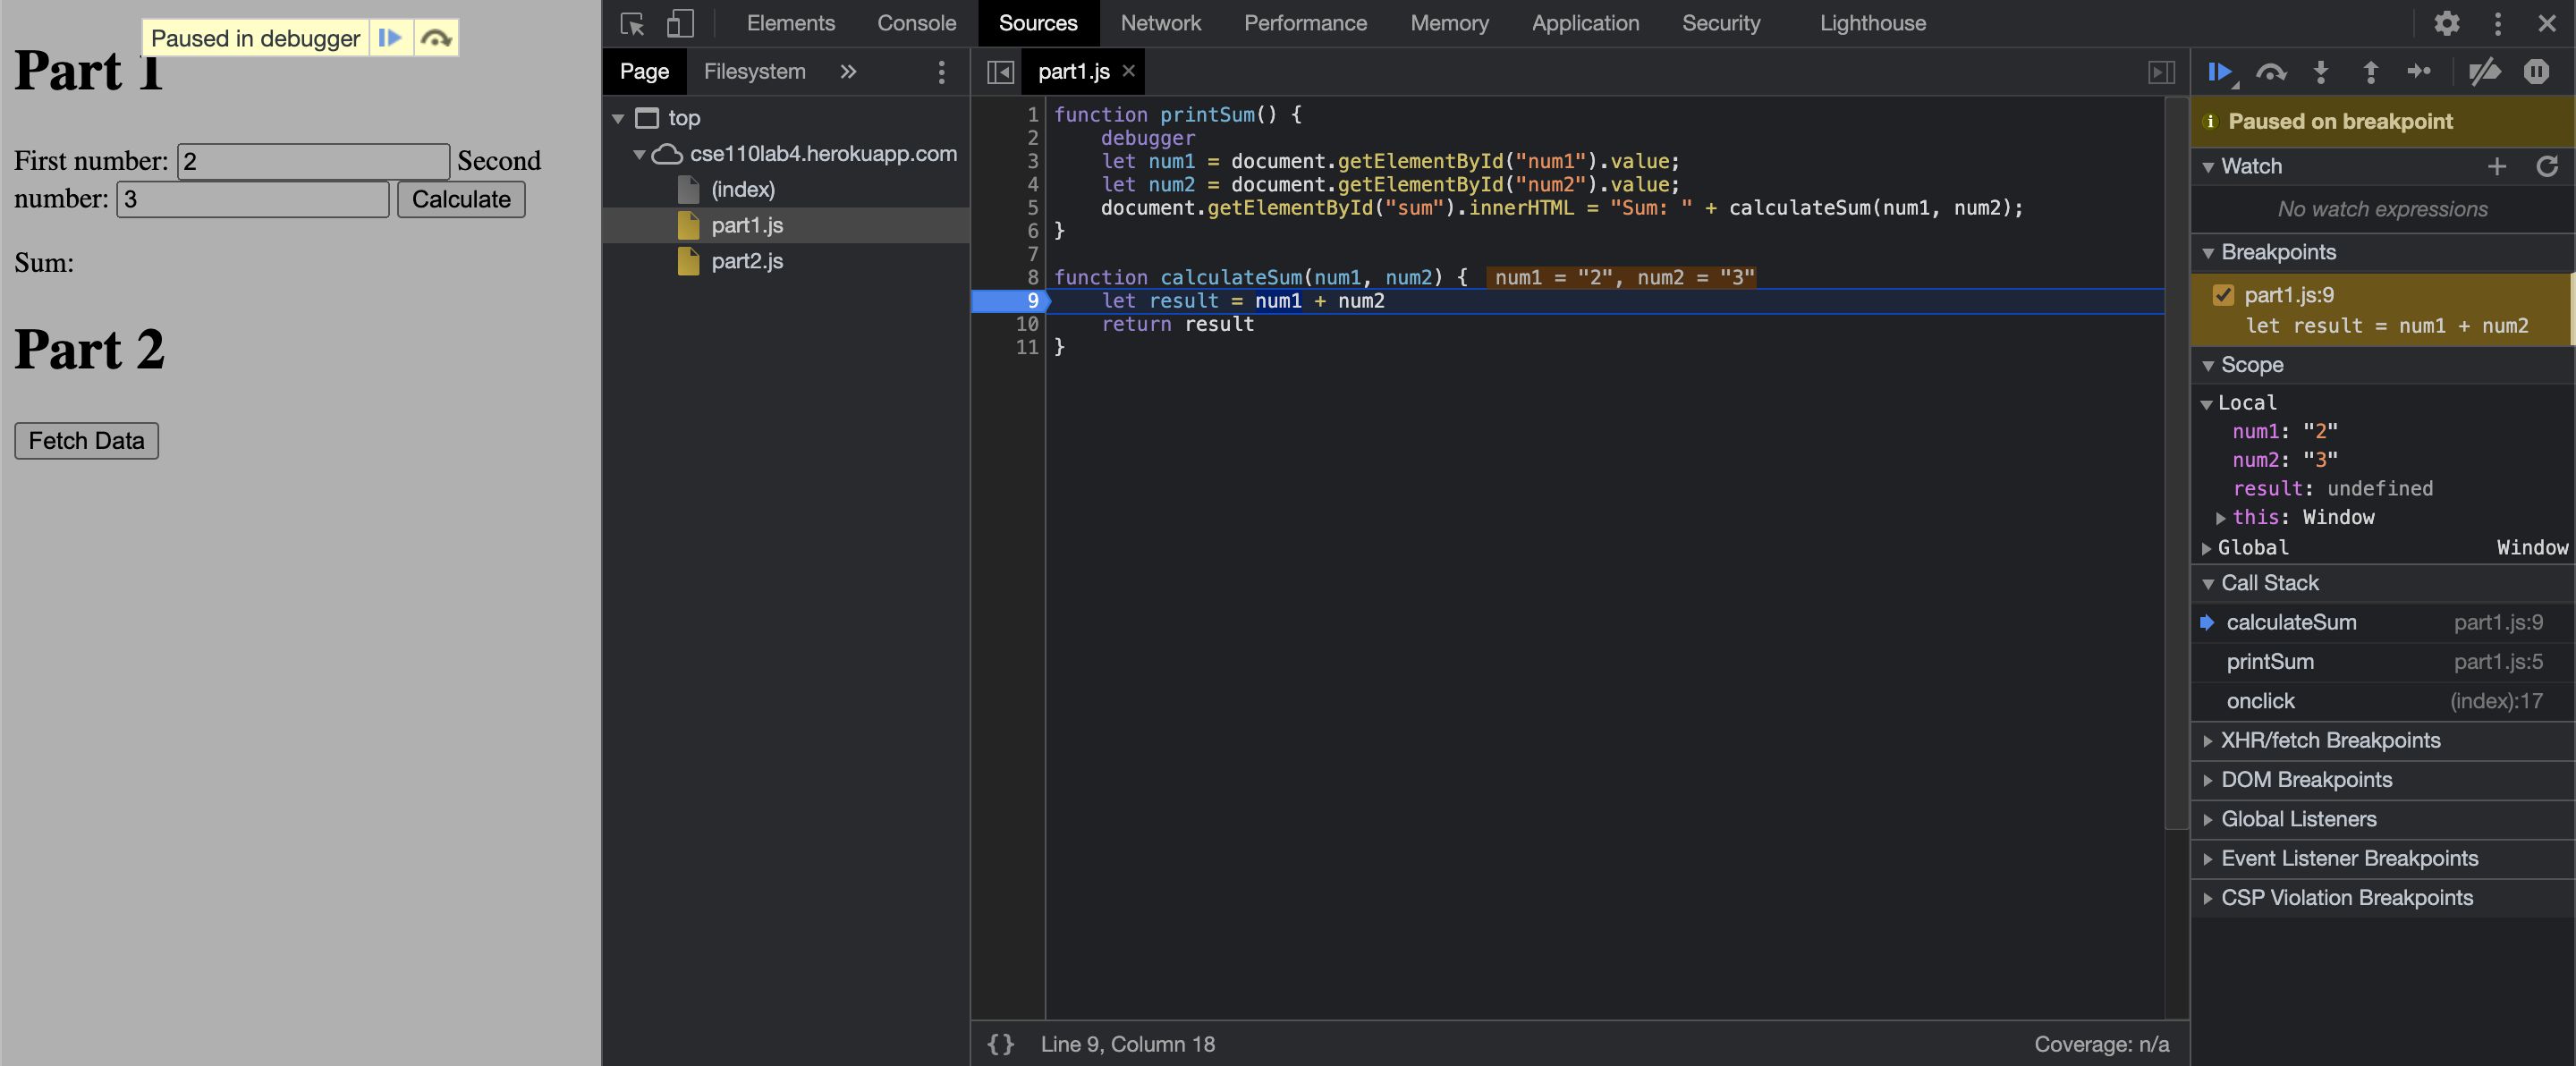 Paused in debugger
Part 1
First number: 2 Second
number: 3 Calculate
Sum:
Part 2
Fetch Data
Elements Console Sources Network Performance Memory Application Security Lighthouse
Page Filesystem »
top
cse110lab4.herokuapp.com
(index)
part1.js
part2.js
part1.js ×
1 function printSum() {
2     debugger
3     let num1 = document.getElementById("num1").value;
4     let num2 = document.getElementById("num2").value;
5     document.getElementById("sum").innerHTML = "Sum: " + calculateSum(num1, num2);
6 }
7
8 function calculateSum(num1, num2) { num1 = "2", num2 = "3"
9     let result = num1 + num2
10     return result
11 }
{} Line 9, Column 18 Coverage: n/a
Paused on breakpoint
Watch
No watch expressions
Breakpoints
part1.js:9
let result = num1 + num2
Scope
Local
num1: "2"
num2: "3"
result: undefined
this: Window
Global Window
Call Stack
calculateSum part1.js:9
printSum part1.js:5
onclick (index):17
XHR/fetch Breakpoints
DOM Breakpoints
Global Listeners
Event Listener Breakpoints
CSP Violation Breakpoints